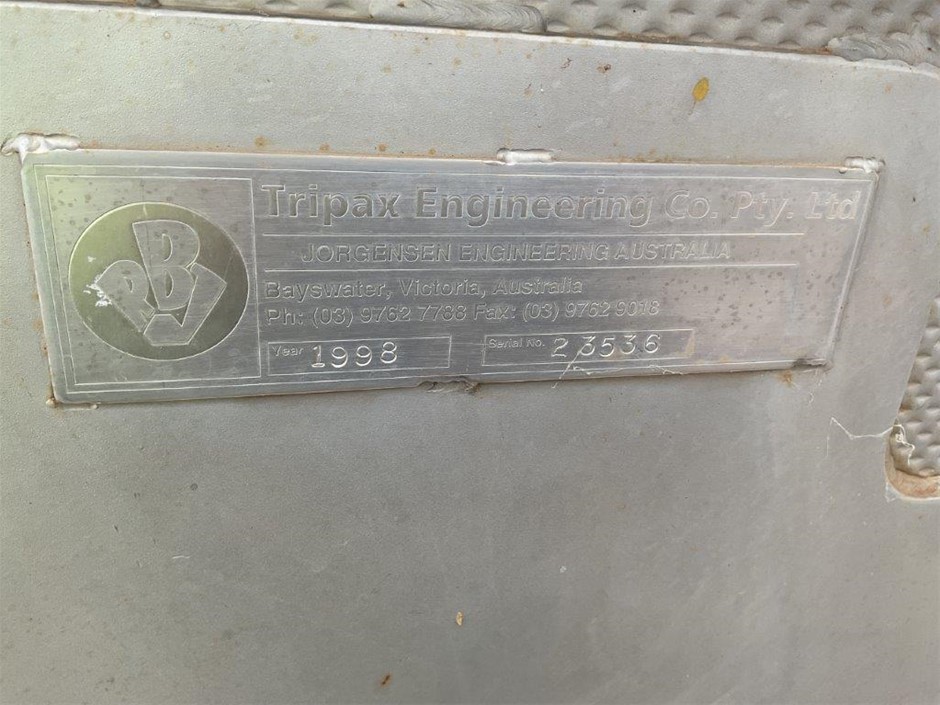 Tripax Engineering Co. Pty. Ltd
JORGENSEN ENGINEERING AUSTRALIA
Bayswater, Victoria, Australia
Ph: (03) 9762 7788 Fax: (03) 9762 9018
Year 1998 Serial No. 23536